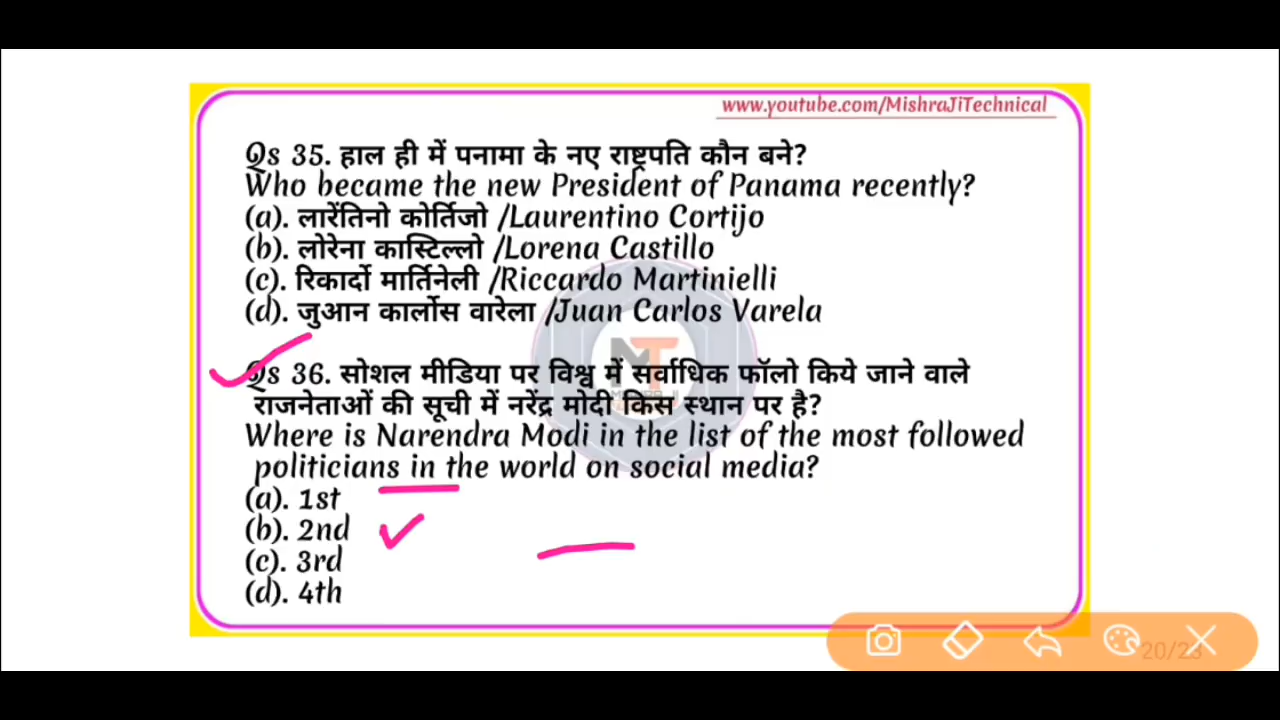 www.youtube.com/MishraJiTechnical
Qs 35. हाल ही में पनामा के नए राष्ट्रपति कौन बने?
Who became the new President of Panama recently?
(a). लारेंतिनो कोर्तिजो /Laurentino Cortijo
(b). लोरेना कास्टिल्लो /Lorena Castillo
(c). रिकार्दो मार्तिनेली /Riccardo Martinielli
(d). जुआन कार्लोस वारेला /Juan Carlos Varela
Qs 36. सोशल मीडिया पर विश्व में सर्वाधिक फॉलो किये जाने वाले
राजनेताओं की सूची में नरेंद्र मोदी किस स्थान पर है?
Where is Narendra Modi in the list of the most followed
politicians in the world on social media?
(a). 1st
(b). 2nd
(c). 3rd
(d). 4th